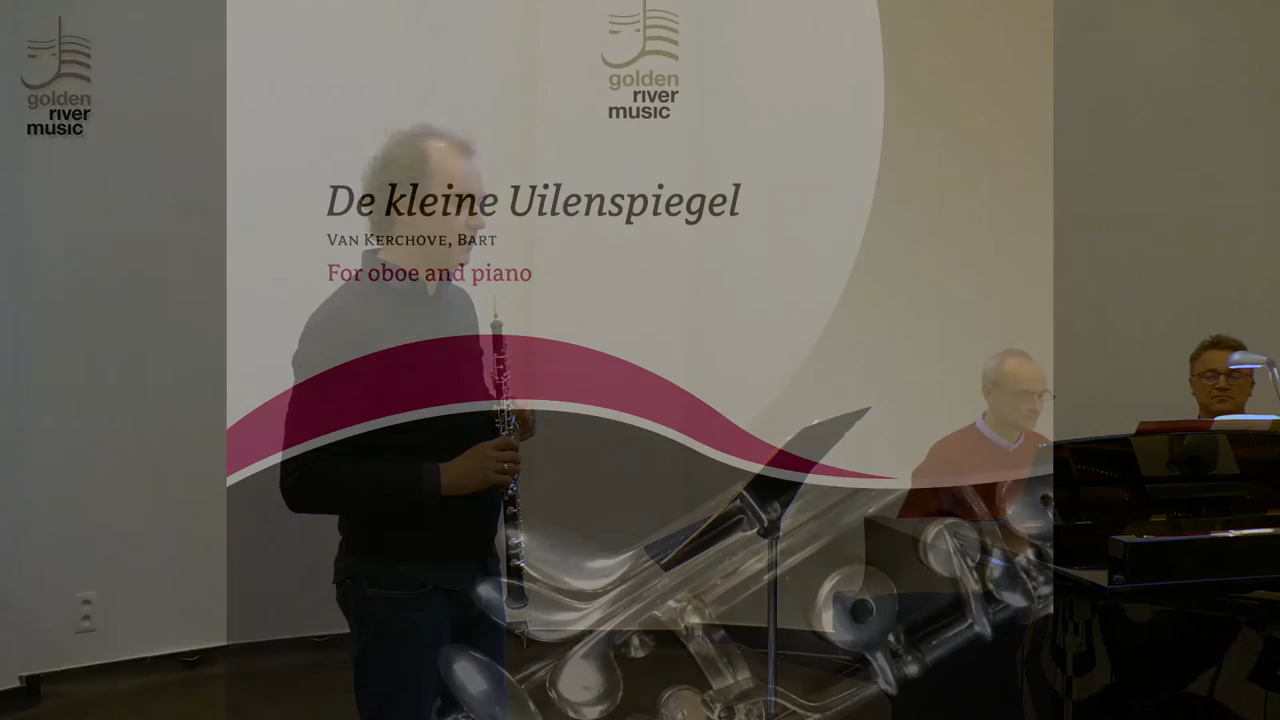 golden
river
music
golden
river
music
De kleine Uilenspiegel
VAN KERCHOVE, BART
For oboe and piano